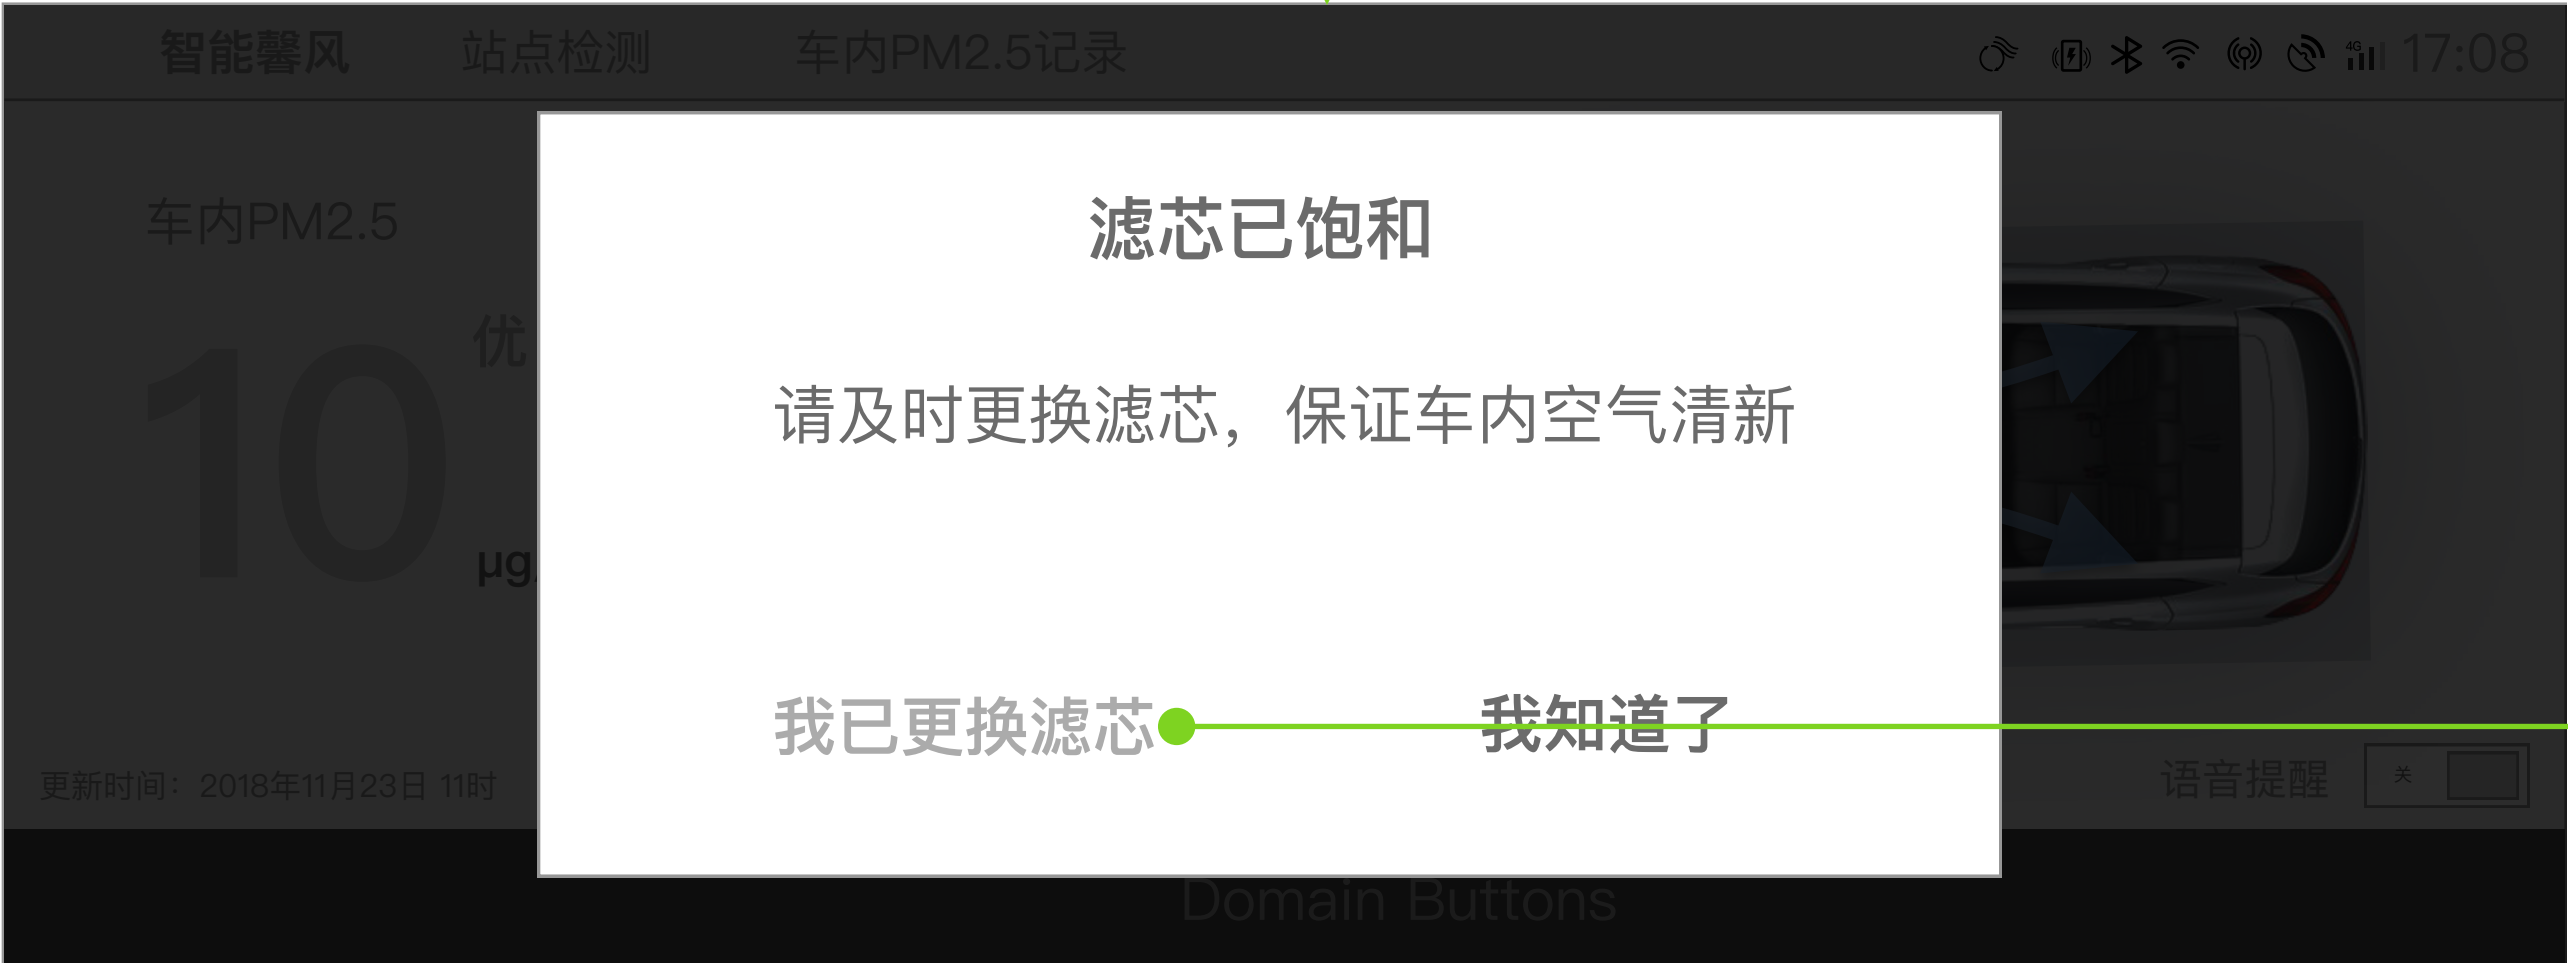 智能馨风 站点检测 车内PM2.5记录 4G 17:08
滤芯已饱和
车内PM2.5
优
10
请及时更换滤芯，保证车内空气清新
µg
我已更换滤芯 我知道了
更新时间：2018年11月23日 11时
语音提醒 关
Domain Buttons